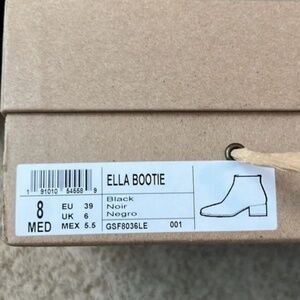 ELLA BOOTIE
1 91010 54558 9
Black
Noir
Negro
8 MED
EU 39
UK 6
MEX 5.5
GSF8036LE 001